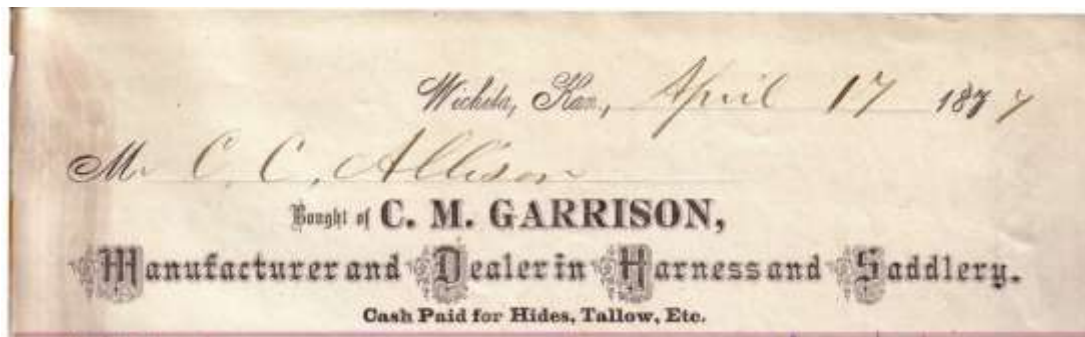 Wichita, Kan., April 17 1877
M. C. C. Allison
Bought of C. M. GARRISON,
Manufacturer and Dealer in Harness and Saddlery.
Cash Paid for Hides, Tallow, Etc.